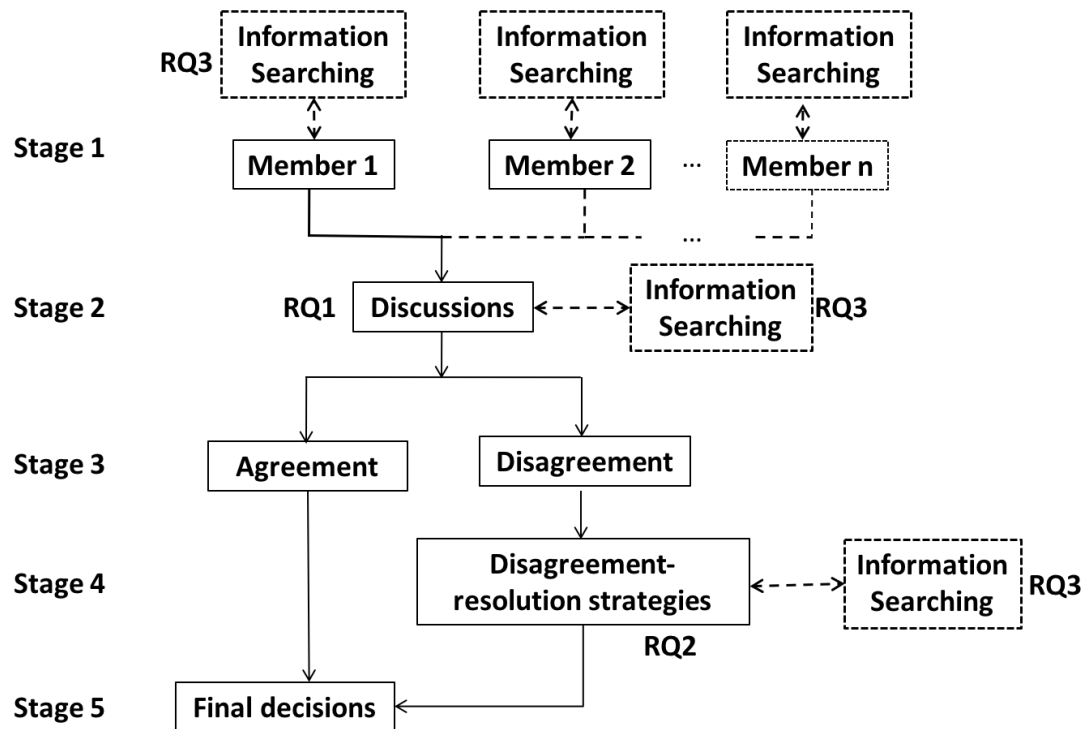 RQ3
Information
Searching
Information
Searching
Information
Searching
Stage 1
Member 1
Member 2
...
Member n
...
Stage 2
RQ1
Discussions
Information
Searching
RQ3
Stage 3
Agreement
Disagreement
Stage 4
Disagreement-
resolution strategies
Information
Searching
RQ3
RQ2
Stage 5
Final decisions